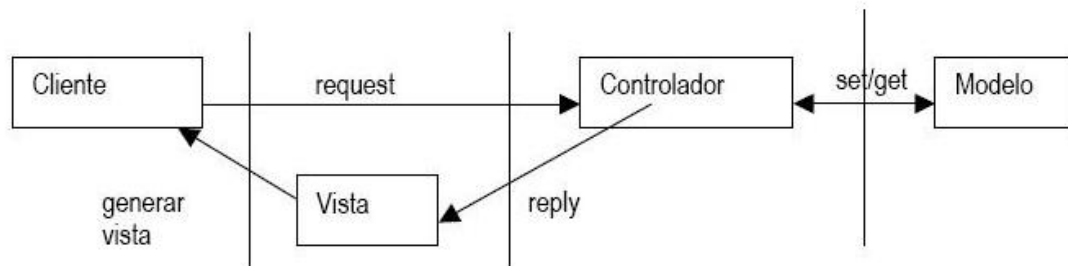 Cliente
request
Controlador
set/get
Modelo
generar
vista
Vista
reply